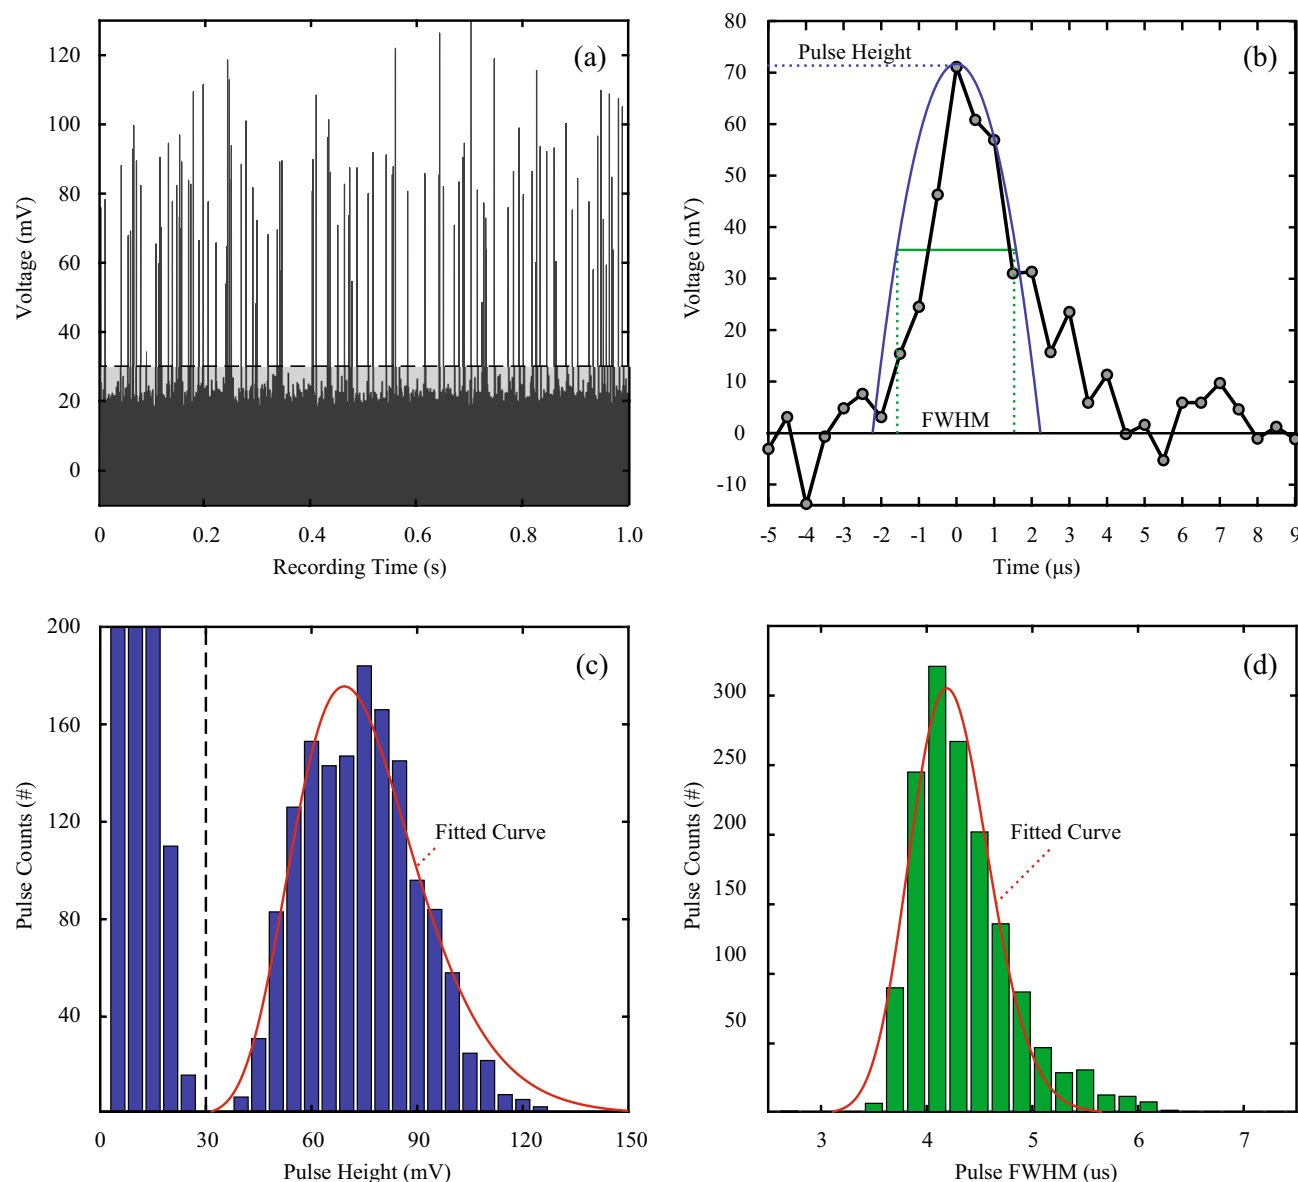 (a)
120
100
80
60
40
20
0
Voltage (mV)
0 0.2 0.4 0.6 0.8 1.0
Recording Time (s)
(b)
Pulse Height
FWHM
80
70
60
50
40
30
20
10
0
-10
Voltage (mV)
-5 -4 -3 -2 -1 0 1 2 3 4 5 6 7 8 9
Time (μs)
(c)
200
160
120
80
40
Pulse Counts (#)
Fitted Curve
0 30 60 90 120 150
Pulse Height (mV)
(d)
300
250
200
150
100
50
Pulse Counts (#)
Fitted Curve
3 4 5 6 7
Pulse FWHM (us)